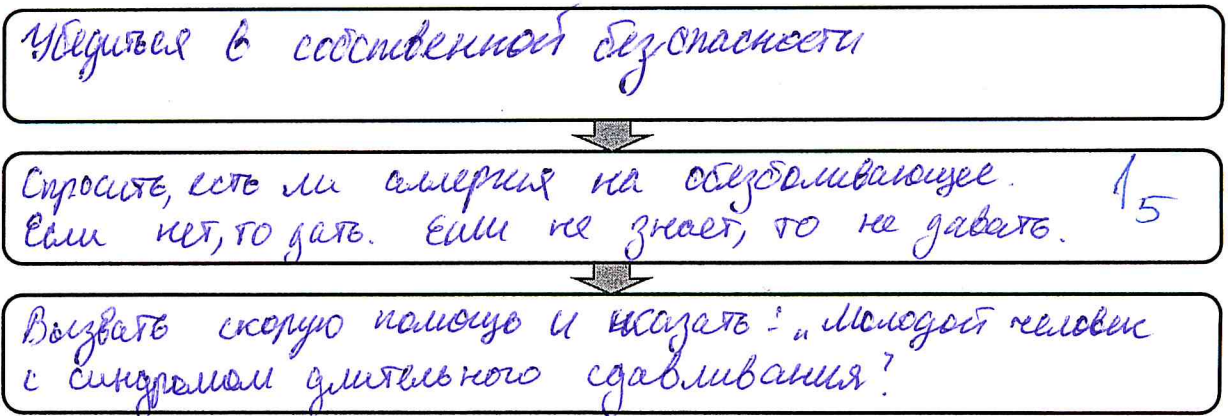 Убедиться в собственной безопасности
Спросить, есть ли аллергия на обезболивающее. 1,5
Если нет, то дать. Если не знает, то не давать.
Вызвать скорую помощь и сказать: „Молодой человек
с синдромом длительного сдавливания"